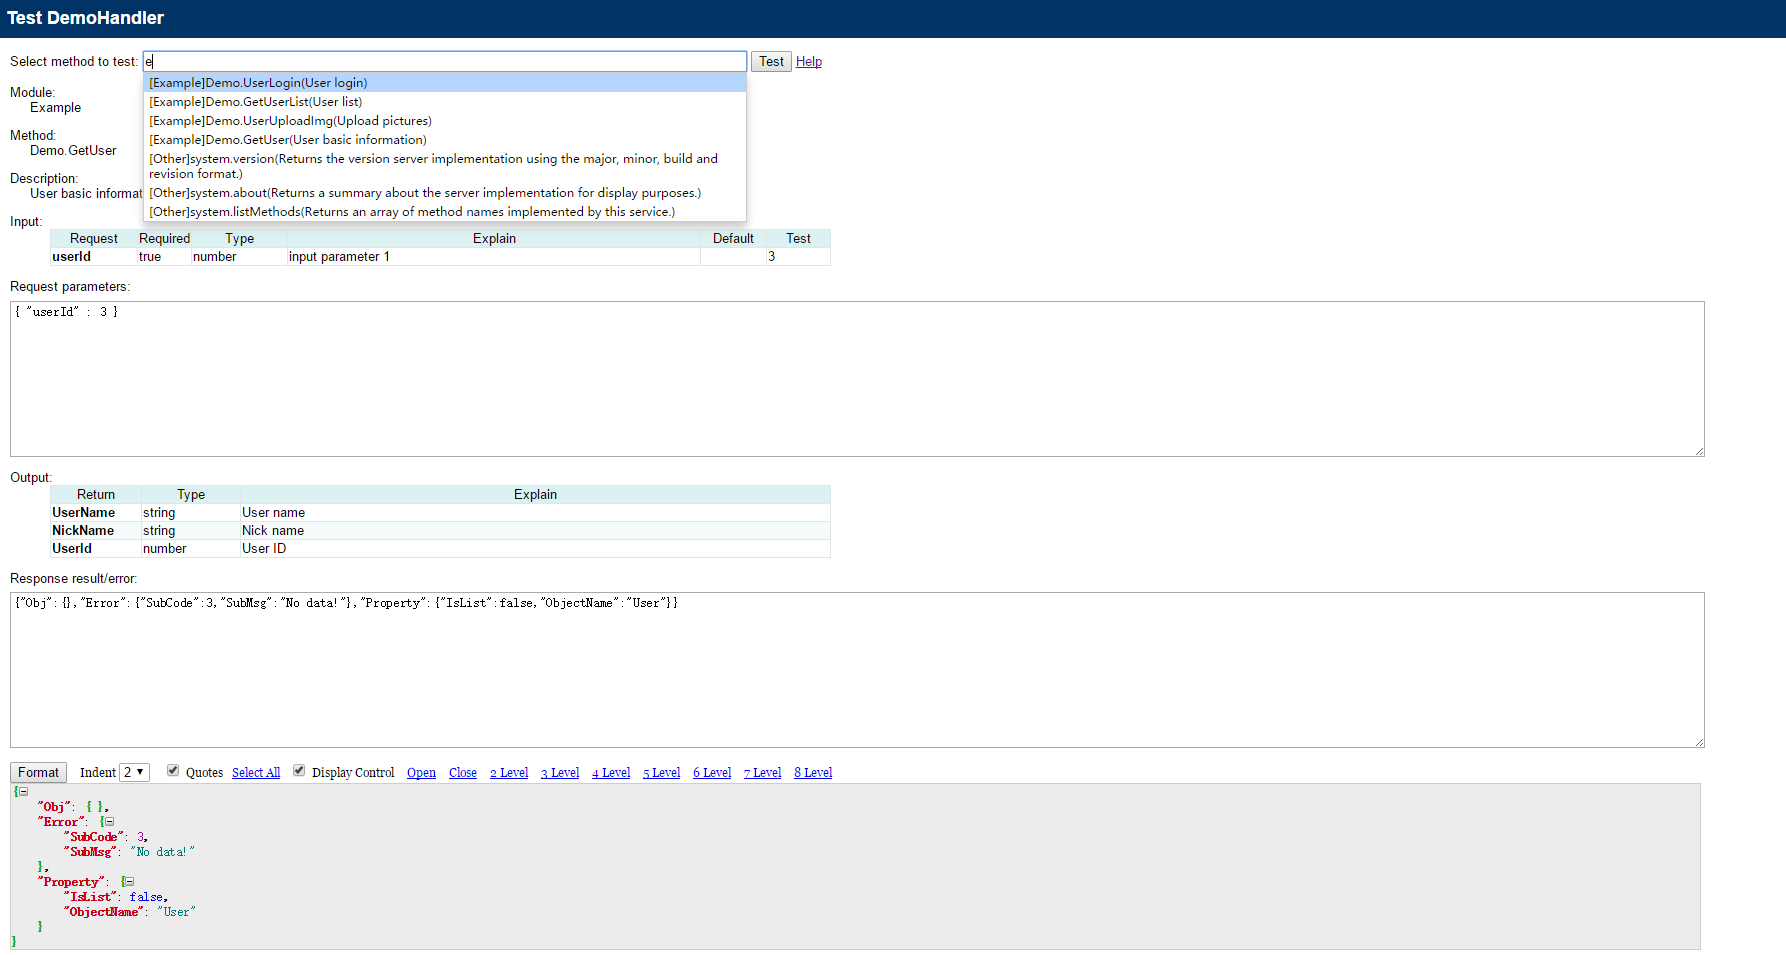 Test DemoHandler
Select method to test: e Test Help
[Example]Demo.UserLogin(User login)
[Example]Demo.GetUserList(User list)
[Example]Demo.UserUploadImg(Upload pictures)
[Example]Demo.GetUser(User basic information)
[Other]system.version(Returns the version server implementation using the major, minor, build and
revision format.)
[Other]system.about(Returns a summary about the server implementation for display purposes.)
[Other]system.listMethods(Returns an array of method names implemented by this service.)
Module:
Example
Method:
Demo.GetUser
Description:
User basic informat
Input:
Request Required Type Explain Default Test
userId true number input parameter 1 3
Request parameters:
{ "userId" : 3 }
Output:
Return Type Explain
UserName string User name
NickName string Nick name
UserId number User ID
Response result/error:
{"Obj":{},"Error":{"SubCode":3,"SubMsg":"No data!"},"Property":{"IsList":false,"ObjectName":"User"}}
Format Indent 2 Quotes Select All Display Control Open Close 2 Level 3 Level 4 Level 5 Level 6 Level 7 Level 8 Level
{
"Obj": { },
"Error": {
"SubCode": 3,
"SubMsg": "No data!"
},
"Property": {
"IsList": false,
"ObjectName": "User"
}
}